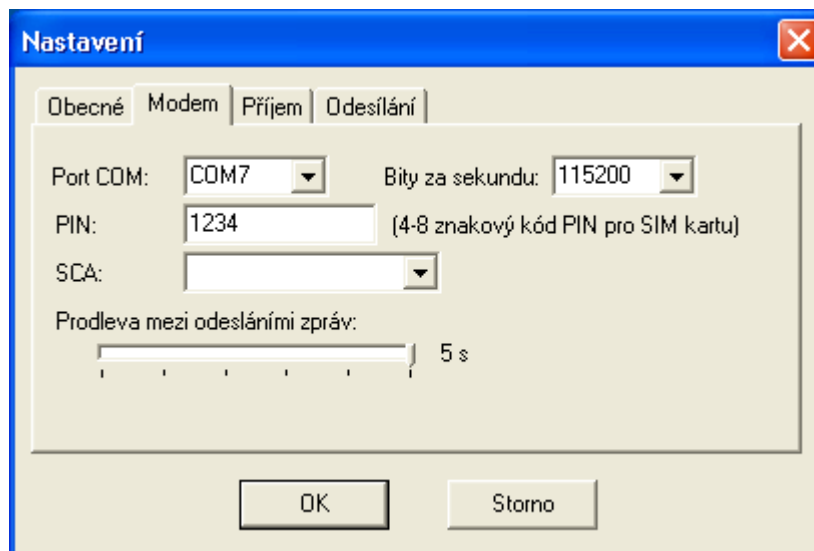 Nastavení
Obecné Modem Příjem Odesílání
Port COM: COM7 Bity za sekundu: 115200
PIN: 1234 (4-8 znakový kód PIN pro SIM kartu)
SCA:
Prodleva mezi odesláními zpráv:
5 s
OK Storno